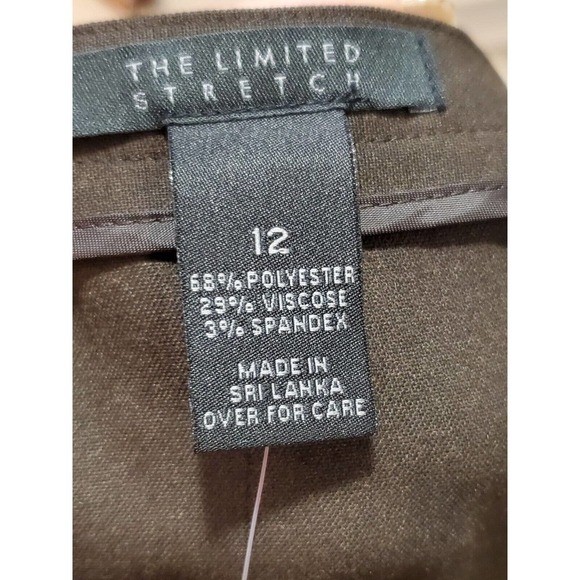 THE LIMITED
STRETCH
12
68% POLYESTER
29% VISCOSE
3% SPANDEX
MADE IN
SRI LANKA
OVER FOR CARE